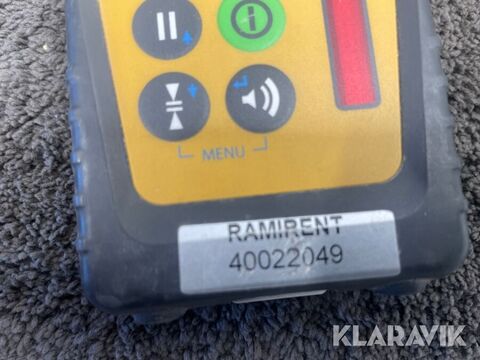 MENU
RAMIRENT
40022049
KLARAVIK